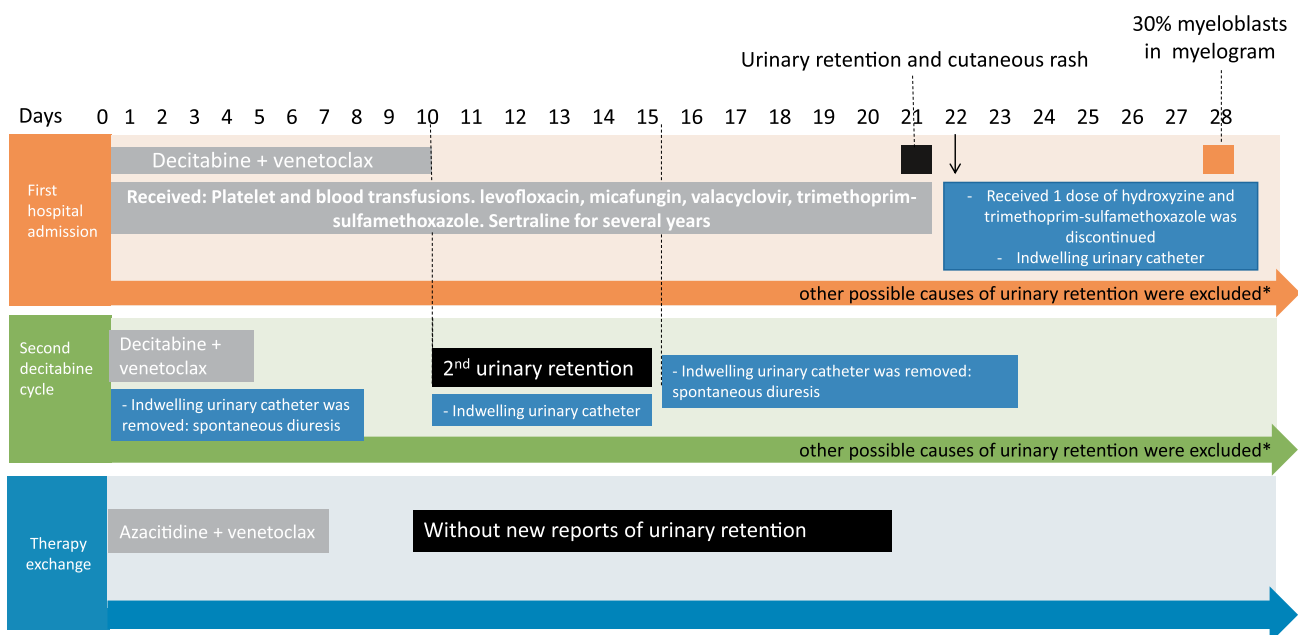 30% myeloblasts
in myelogram
Urinary retention and cutaneous rash
Days 0 1 2 3 4 5 6 7 8 9 10 11 12 13 14 15 16 17 18 19 20 21 22 23 24 25 26 27 28
First
hospital
admission
Decitabine + venetoclax
Received: Platelet and blood transfusions. levofloxacin, micafungin, valacyclovir, trimethoprim-
sulfamethoxazole. Sertraline for several years
- Received 1 dose of hydroxyzine and
trimethoprim-sulfamethoxazole was
discontinued
- Indwelling urinary catheter
other possible causes of urinary retention were excluded*
Second
decitabine
cycle
Decitabine +
venetoclax
- Indwelling urinary catheter was
removed: spontaneous diuresis
2nd urinary retention
- Indwelling urinary catheter
- Indwelling urinary catheter was removed:
spontaneous diuresis
other possible causes of urinary retention were excluded*
Therapy
exchange
Azacitidine + venetoclax
Without new reports of urinary retention